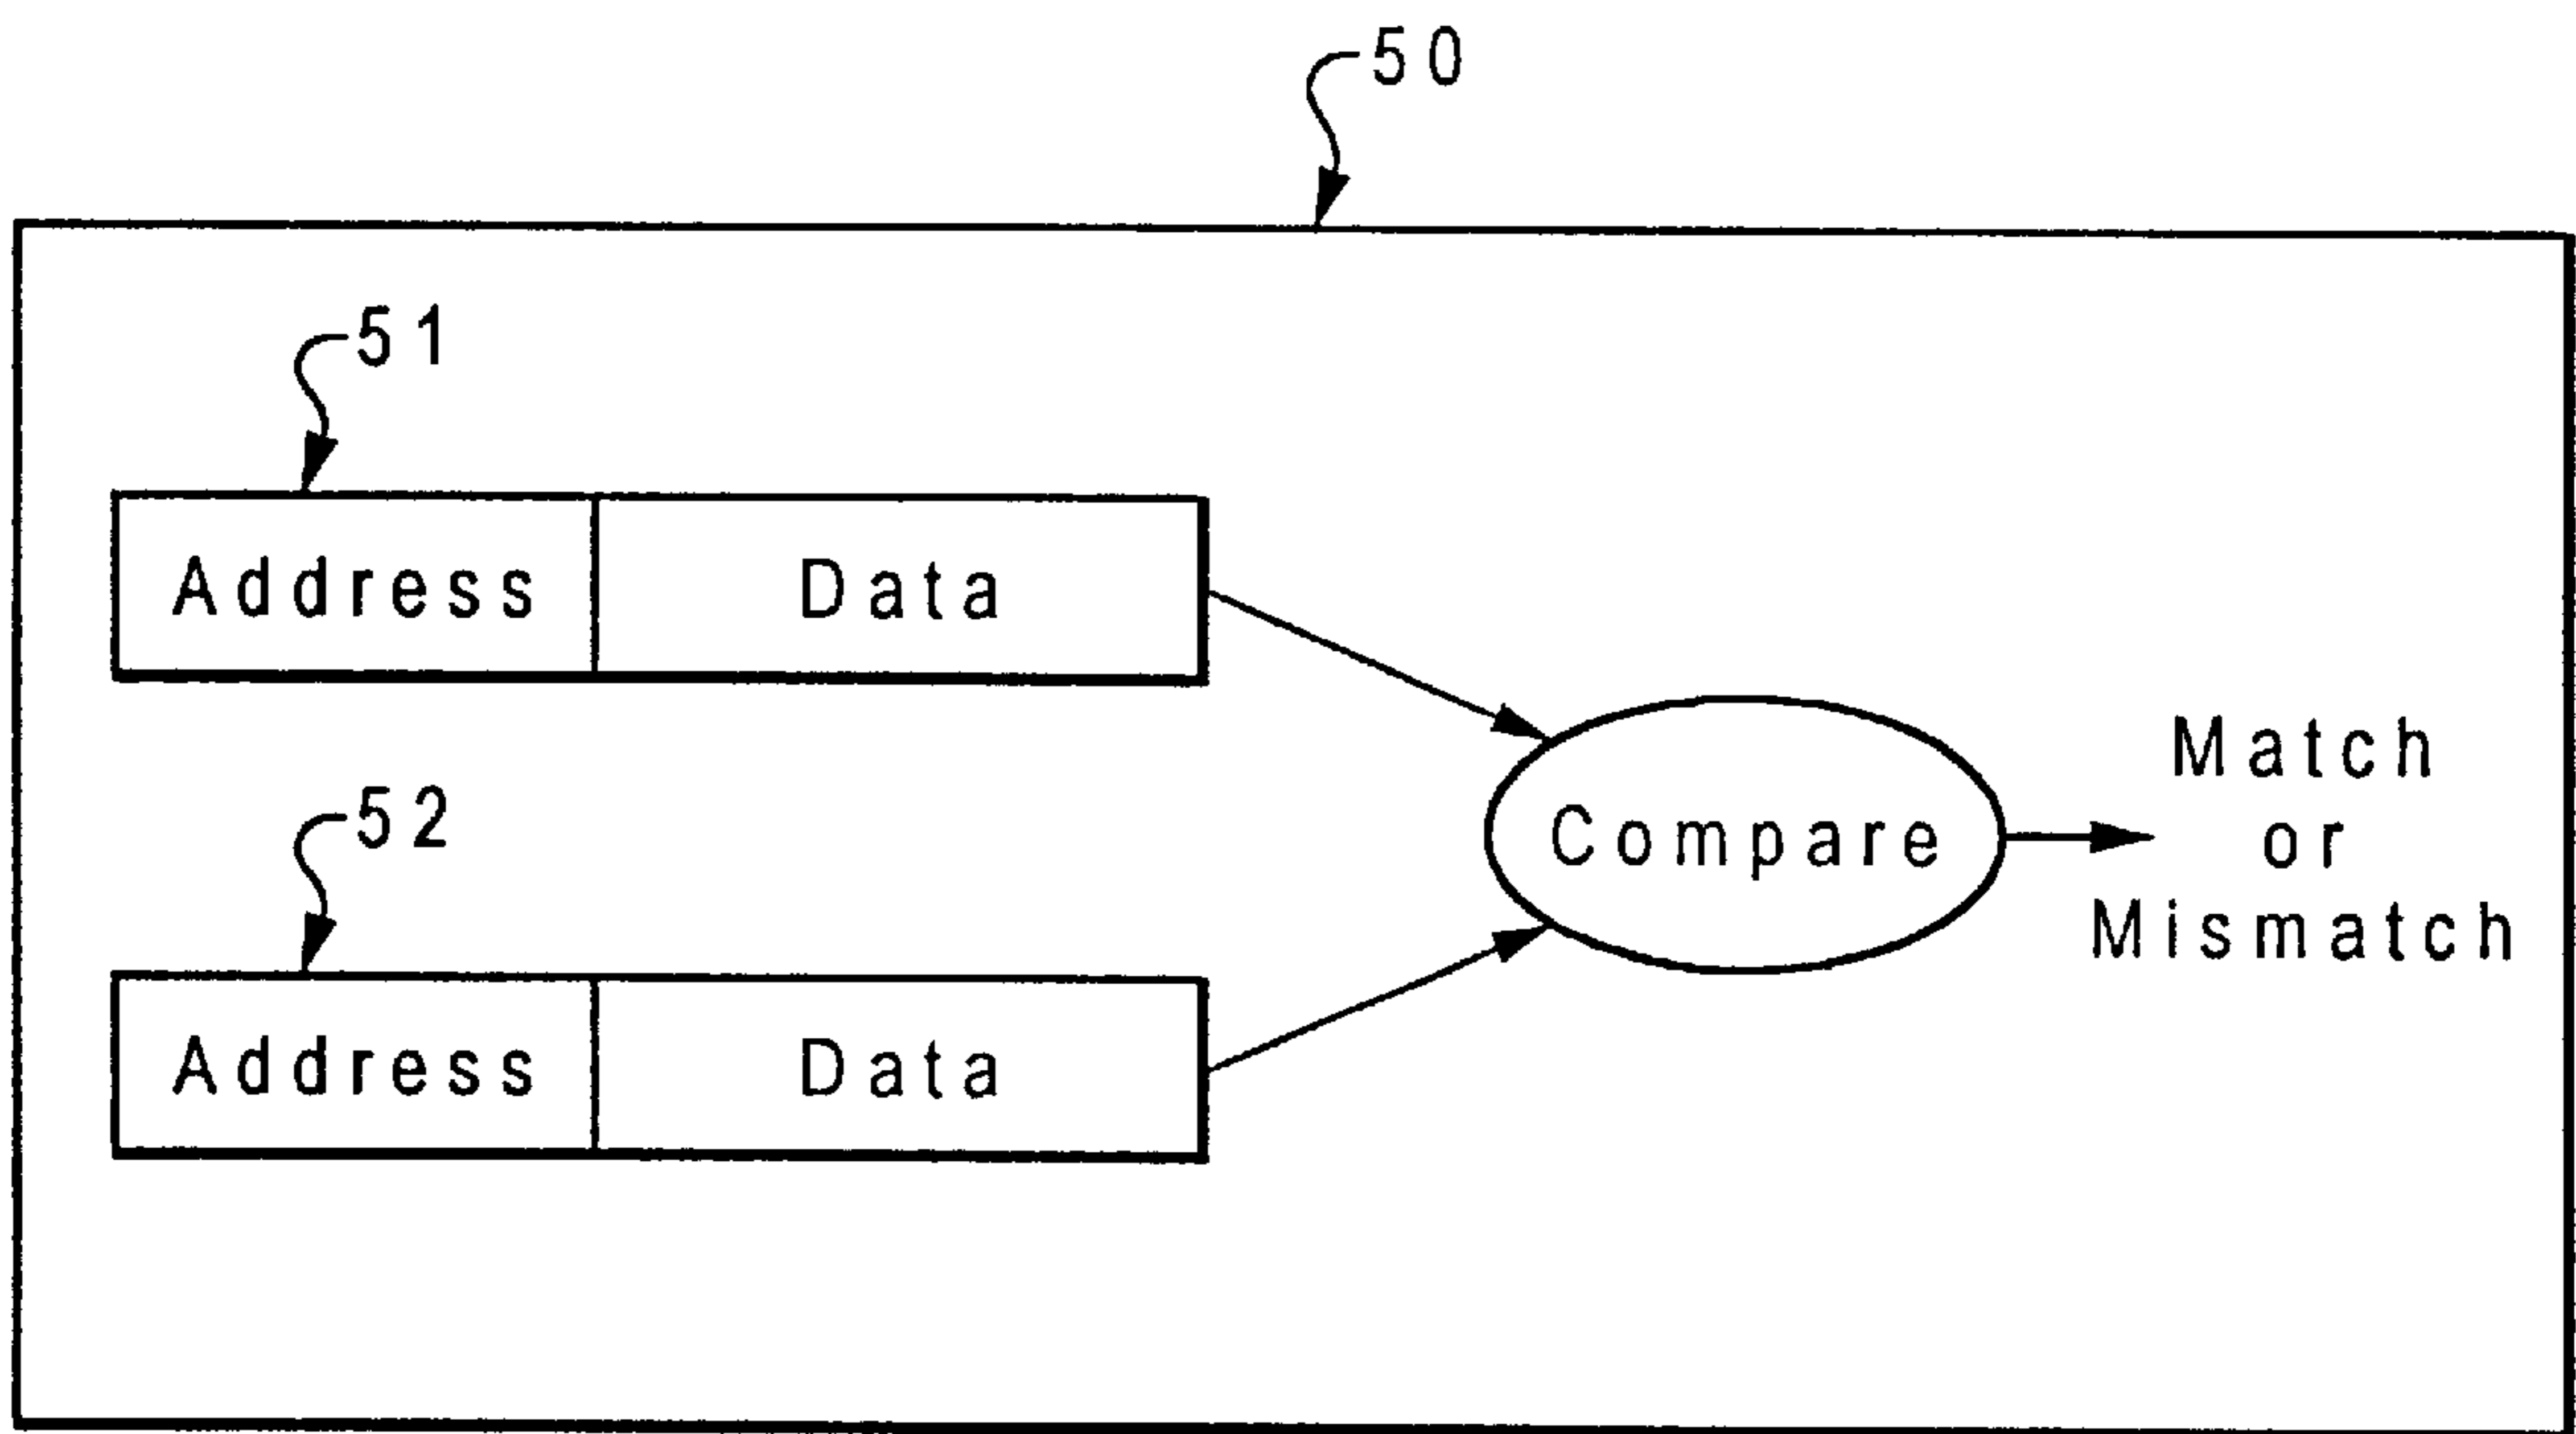 50
51
Address Data
52
Address Data
Compare
Match
or
Mismatch